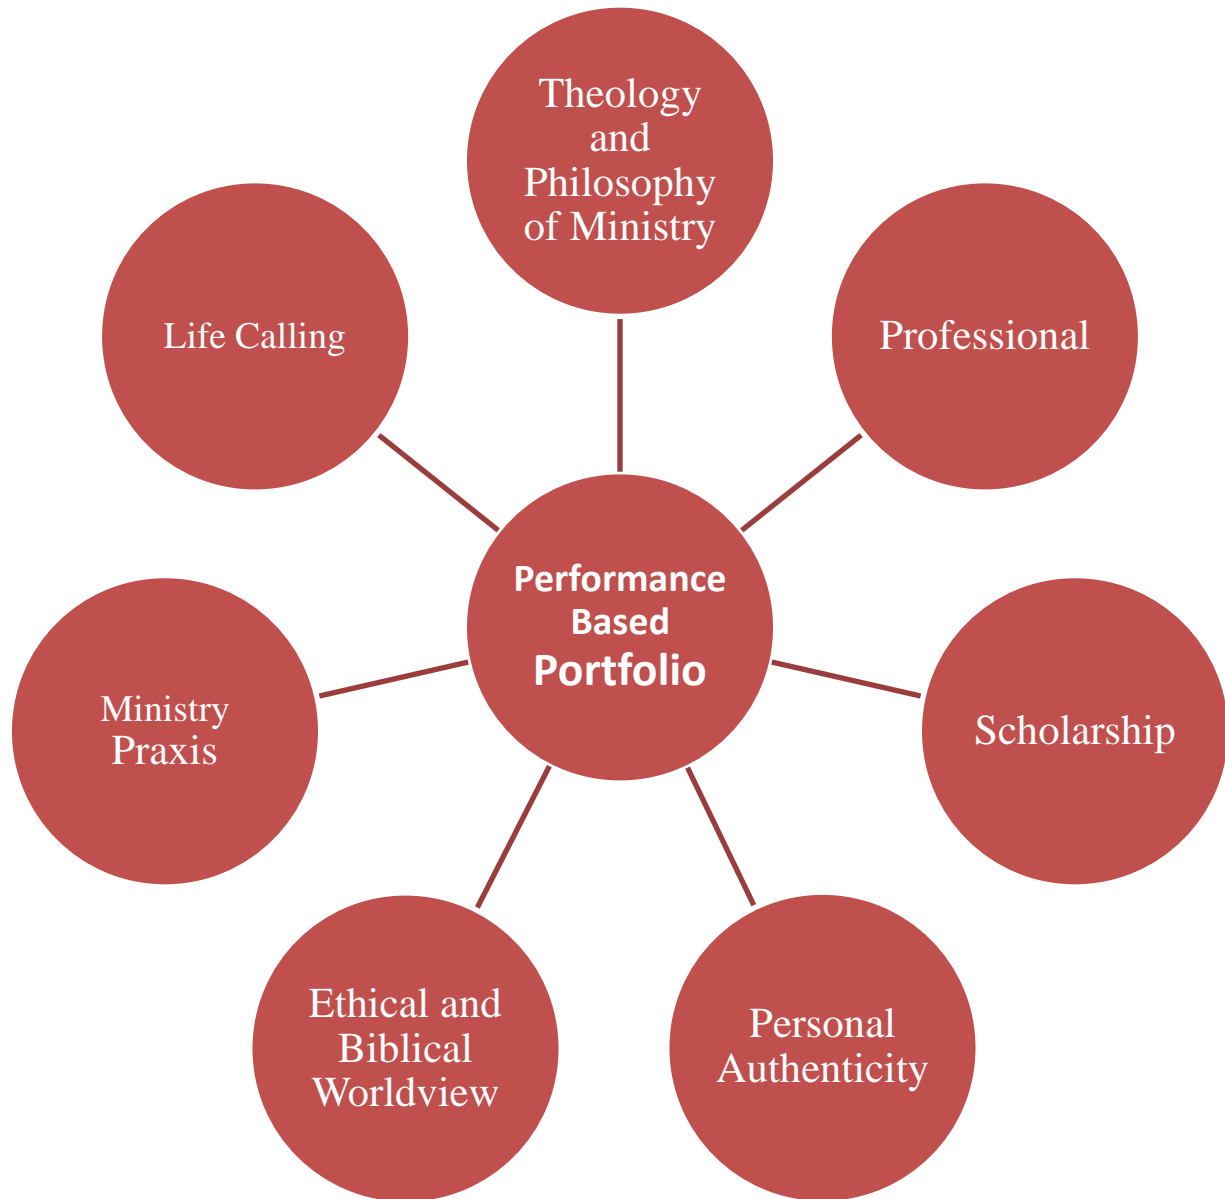 Theology
and
Philosophy
of Ministry
Life Calling
Professional
Performance
Based
Portfolio
Ministry
Praxis
Scholarship
Ethical and
Biblical
Worldview
Personal
Authenticity